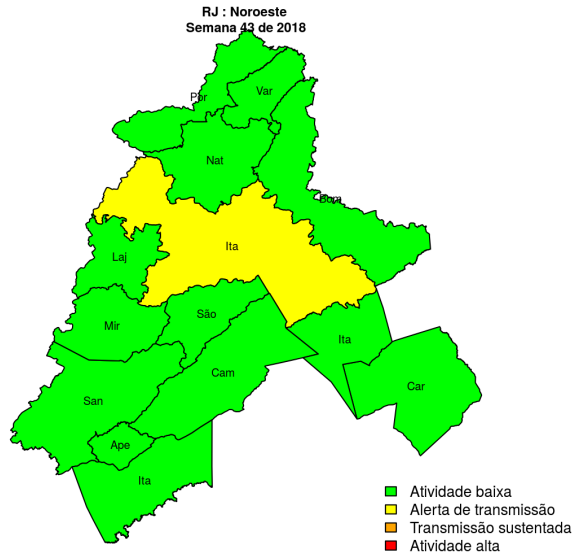 RJ : Noroeste
Semana 43 de 2018
Por
Var
Nat
Bom
Ita
Laj
São
Mir
Ita
Cam
Car
San
Ape
Ita
Atividade baixa
Alerta de transmissão
Transmissão sustentada
Atividade alta